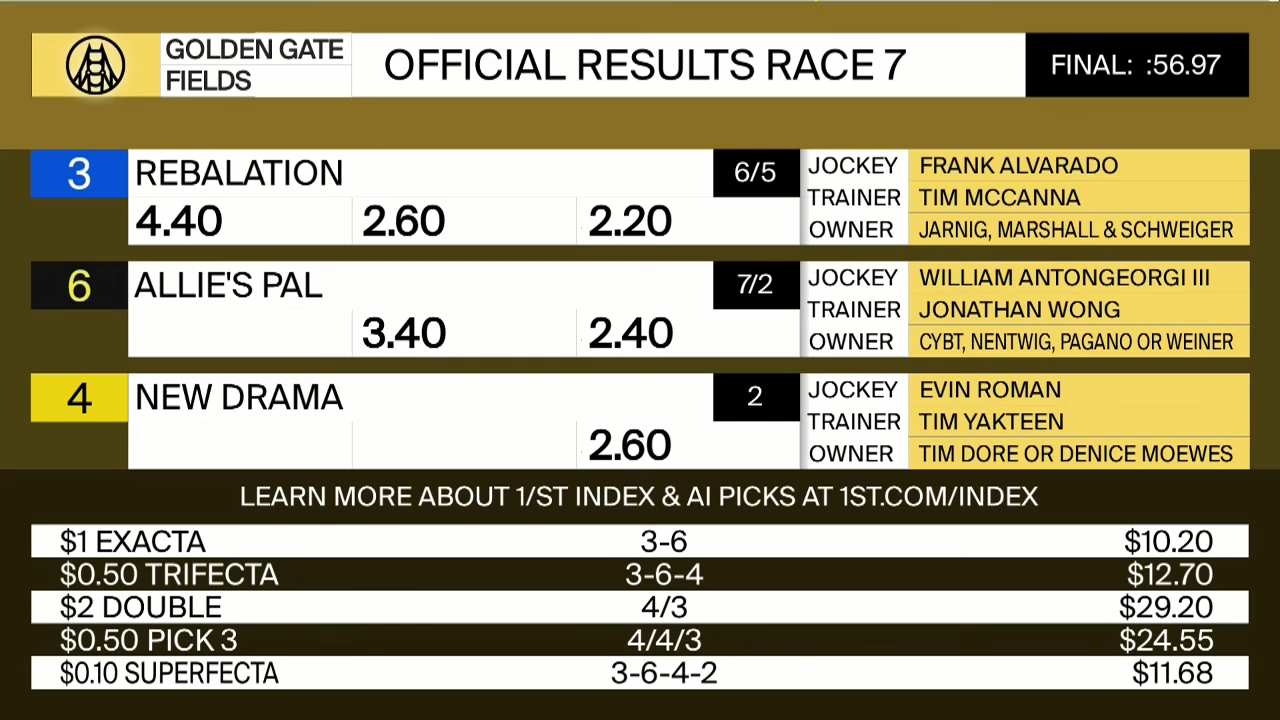 GOLDEN GATE
FIELDS
OFFICIAL RESULTS RACE 7
FINAL: :56.97
3 REBALATION 6/5
4.40 2.60 2.20
JOCKEY FRANK ALVARADO
TRAINER TIM MCCANNA
OWNER JARNIG, MARSHALL & SCHWEIGER
6 ALLIE'S PAL 7/2
3.40 2.40
JOCKEY WILLIAM ANTONGEORGI III
TRAINER JONATHAN WONG
OWNER CYBT, NENTWIG, PAGANO OR WEINER
4 NEW DRAMA 2
2.60
JOCKEY EVIN ROMAN
TRAINER TIM YAKTEEN
OWNER TIM DORE OR DENICE MOEWES
LEARN MORE ABOUT 1/ST INDEX & AI PICKS AT 1ST.COM/INDEX
$1 EXACTA 3-6 $10.20
$0.50 TRIFECTA 3-6-4 $12.70
$2 DOUBLE 4/3 $29.20
$0.50 PICK 3 4/4/3 $24.55
$0.10 SUPERFECTA 3-6-4-2 $11.68